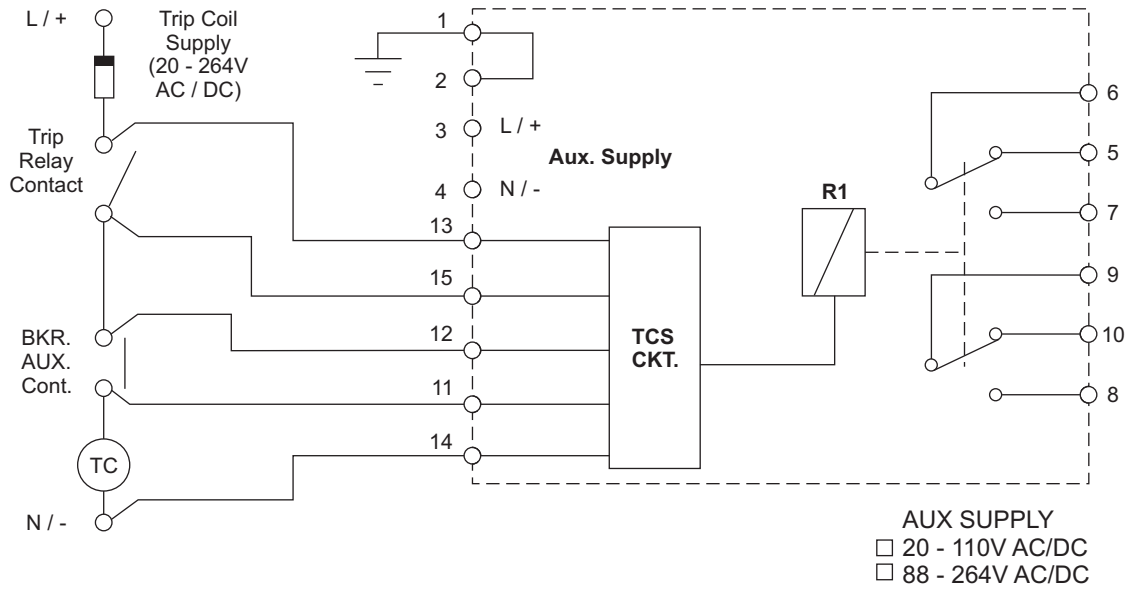 L / +
Trip Coil
Supply
(20 - 264V
AC / DC)
Trip
Relay
Contact
BKR.
AUX.
Cont.
TC
N / -
1
2
3
L / +
Aux. Supply
4
N / -
13
15
12
11
14
TCS
CKT.
R1
6
5
7
9
10
8
AUX SUPPLY
20 - 110V AC/DC
88 - 264V AC/DC